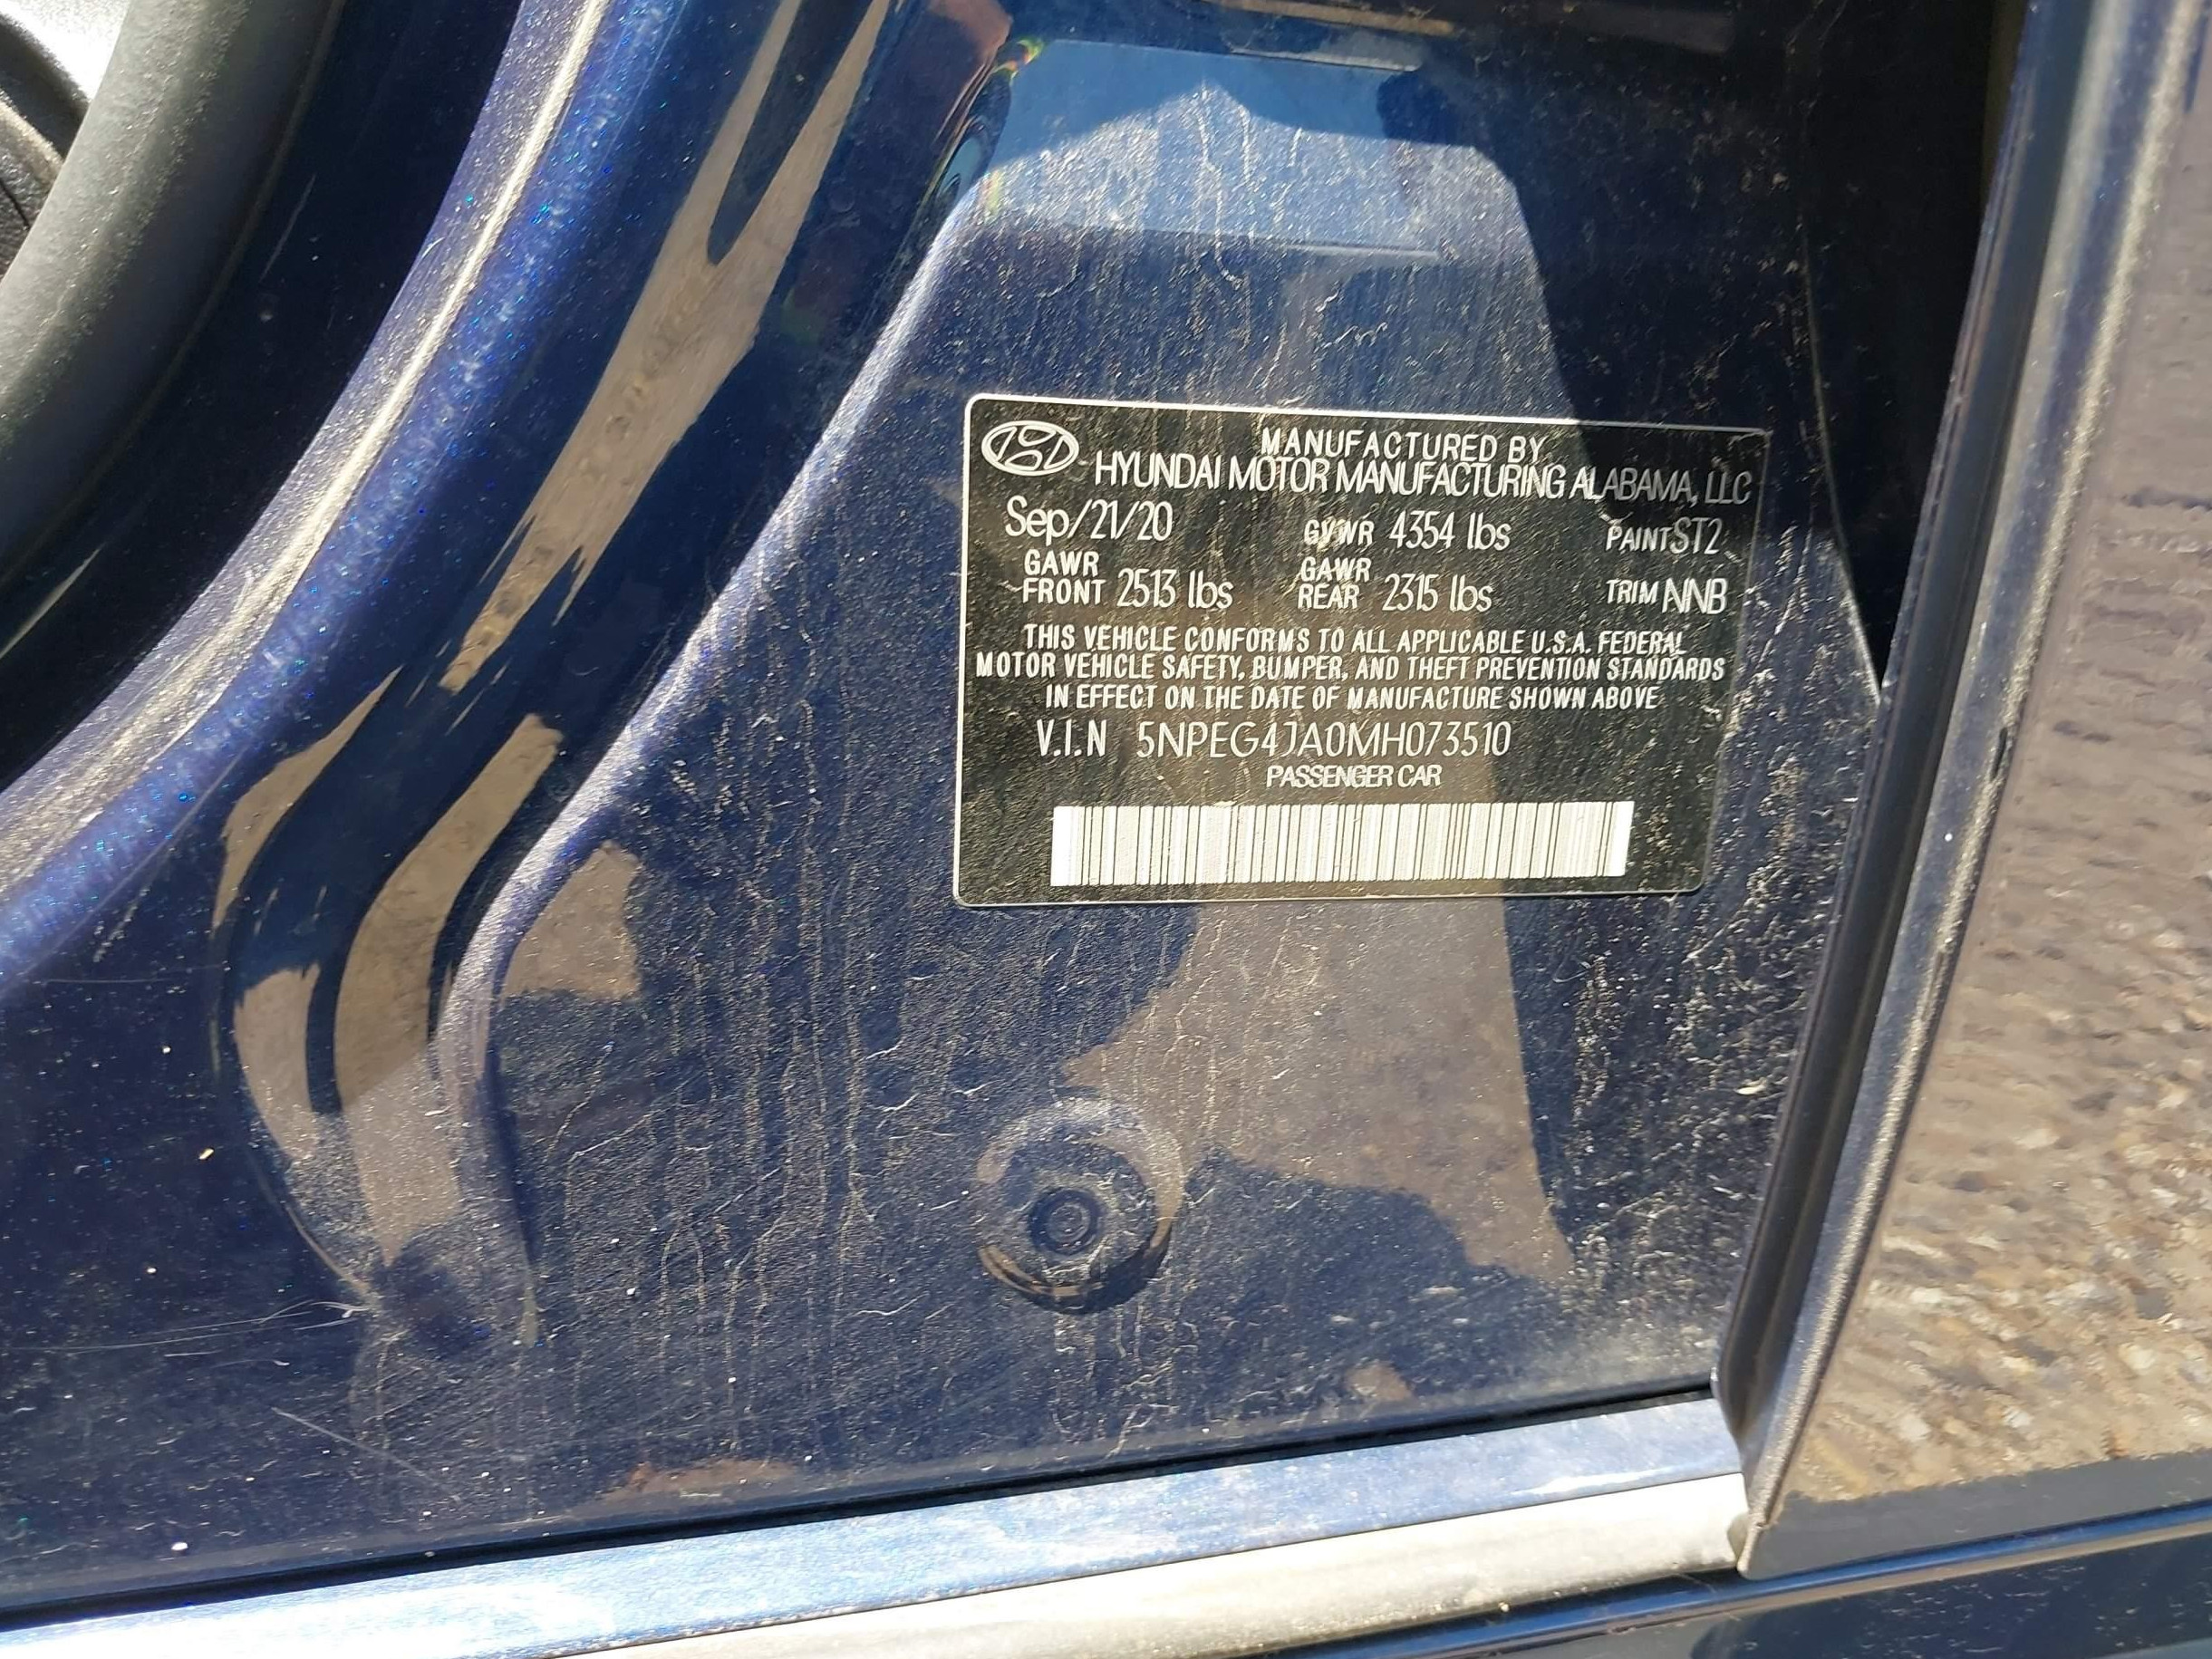 MANUFACTURED BY
HYUNDAI MOTOR MANUFACTURING ALABAMA, LLC
Sep/21/20 GVWR 4354 lbs PAINT ST2
GAWR FRONT 2513 lbs GAWR REAR 2315 lbs TRIM NNB
THIS VEHICLE CONFORMS TO ALL APPLICABLE U.S.A. FEDERAL
MOTOR VEHICLE SAFETY, BUMPER, AND THEFT PREVENTION STANDARDS
IN EFFECT ON THE DATE OF MANUFACTURE SHOWN ABOVE
V.I.N 5NPEG4JA0MH073510
PASSENGER CAR